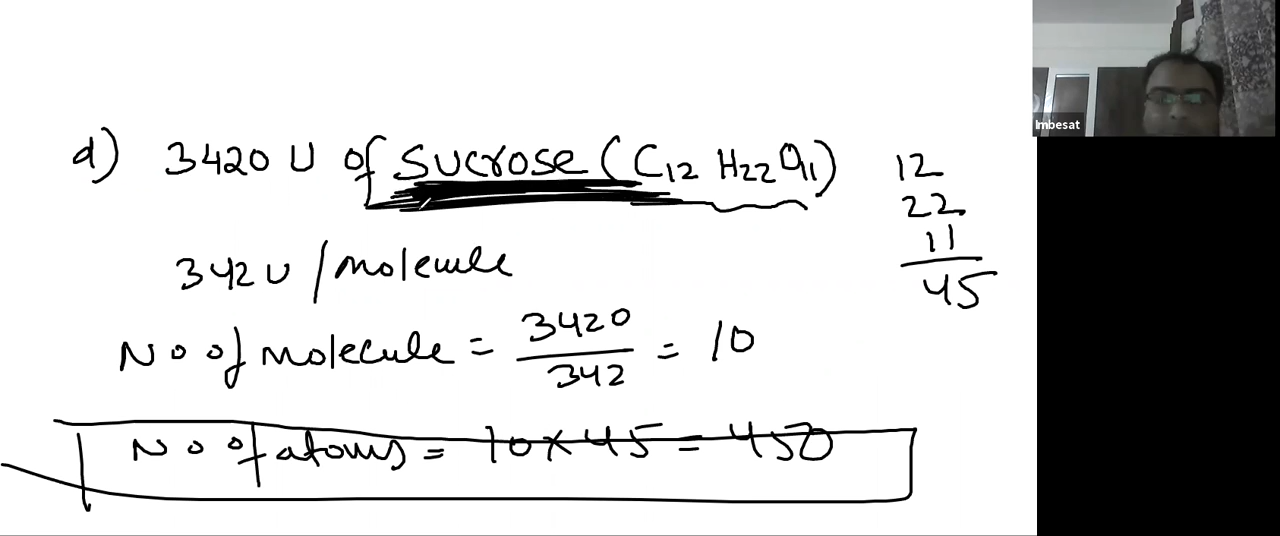 d) 3420 U of Sucrose (C12 H22 O11)
12
22
11
45
342 U / molecule
No of molecule = 3420 / 342 = 10
No of atoms = 10 x 45 = 450
Imbesat